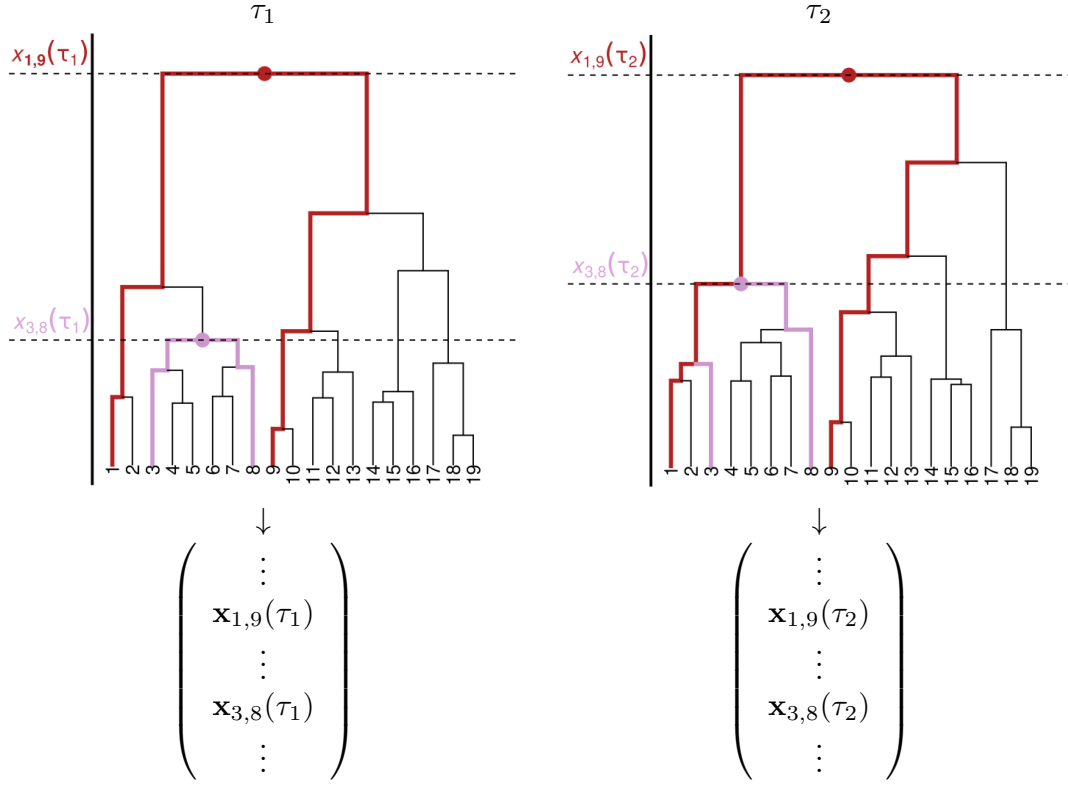 τ₁ τ₂
x₁,₉(τ₁) x₁,₉(τ₂)
x₃,₈(τ₁) x₃,₈(τ₂)
1 2 3 4 5 6 7 8 9 10 11 12 13 14 15 16 17 18 19 1 2 3 4 5 6 7 8 9 10 11 12 13 14 15 16 17 18 19
↓ ↓
⋮ ⋮
𝐱₁,₉(τ₁) 𝐱₁,₉(τ₂)
⋮ ⋮
𝐱₃,₈(τ₁) 𝐱₃,₈(τ₂)
⋮ ⋮